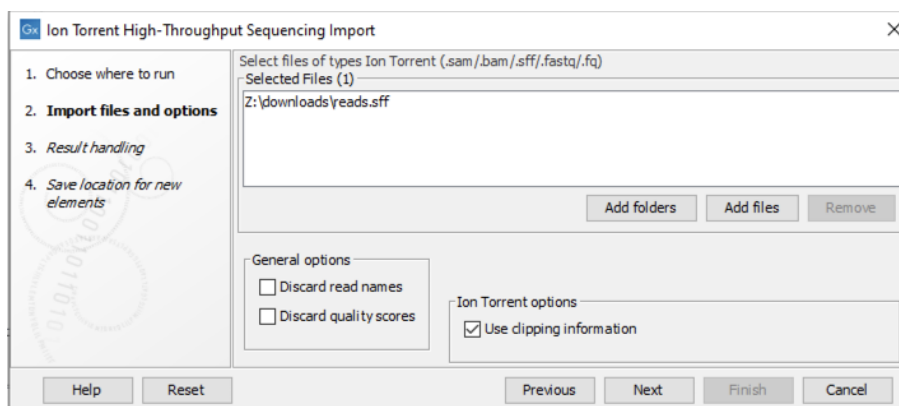 Gx Ion Torrent High-Throughput Sequencing Import
1. Choose where to run
2. Import files and options
3. Result handling
4. Save location for new
elements
Select files of types Ion Torrent (.sam/.bam/.sff/.fastq/.fq)
Selected Files (1)
Z:\downloads\reads.sff
Add folders Add files Remove
General options
Discard read names
Discard quality scores
Ion Torrent options
Use clipping information
Help Reset Previous Next Finish Cancel